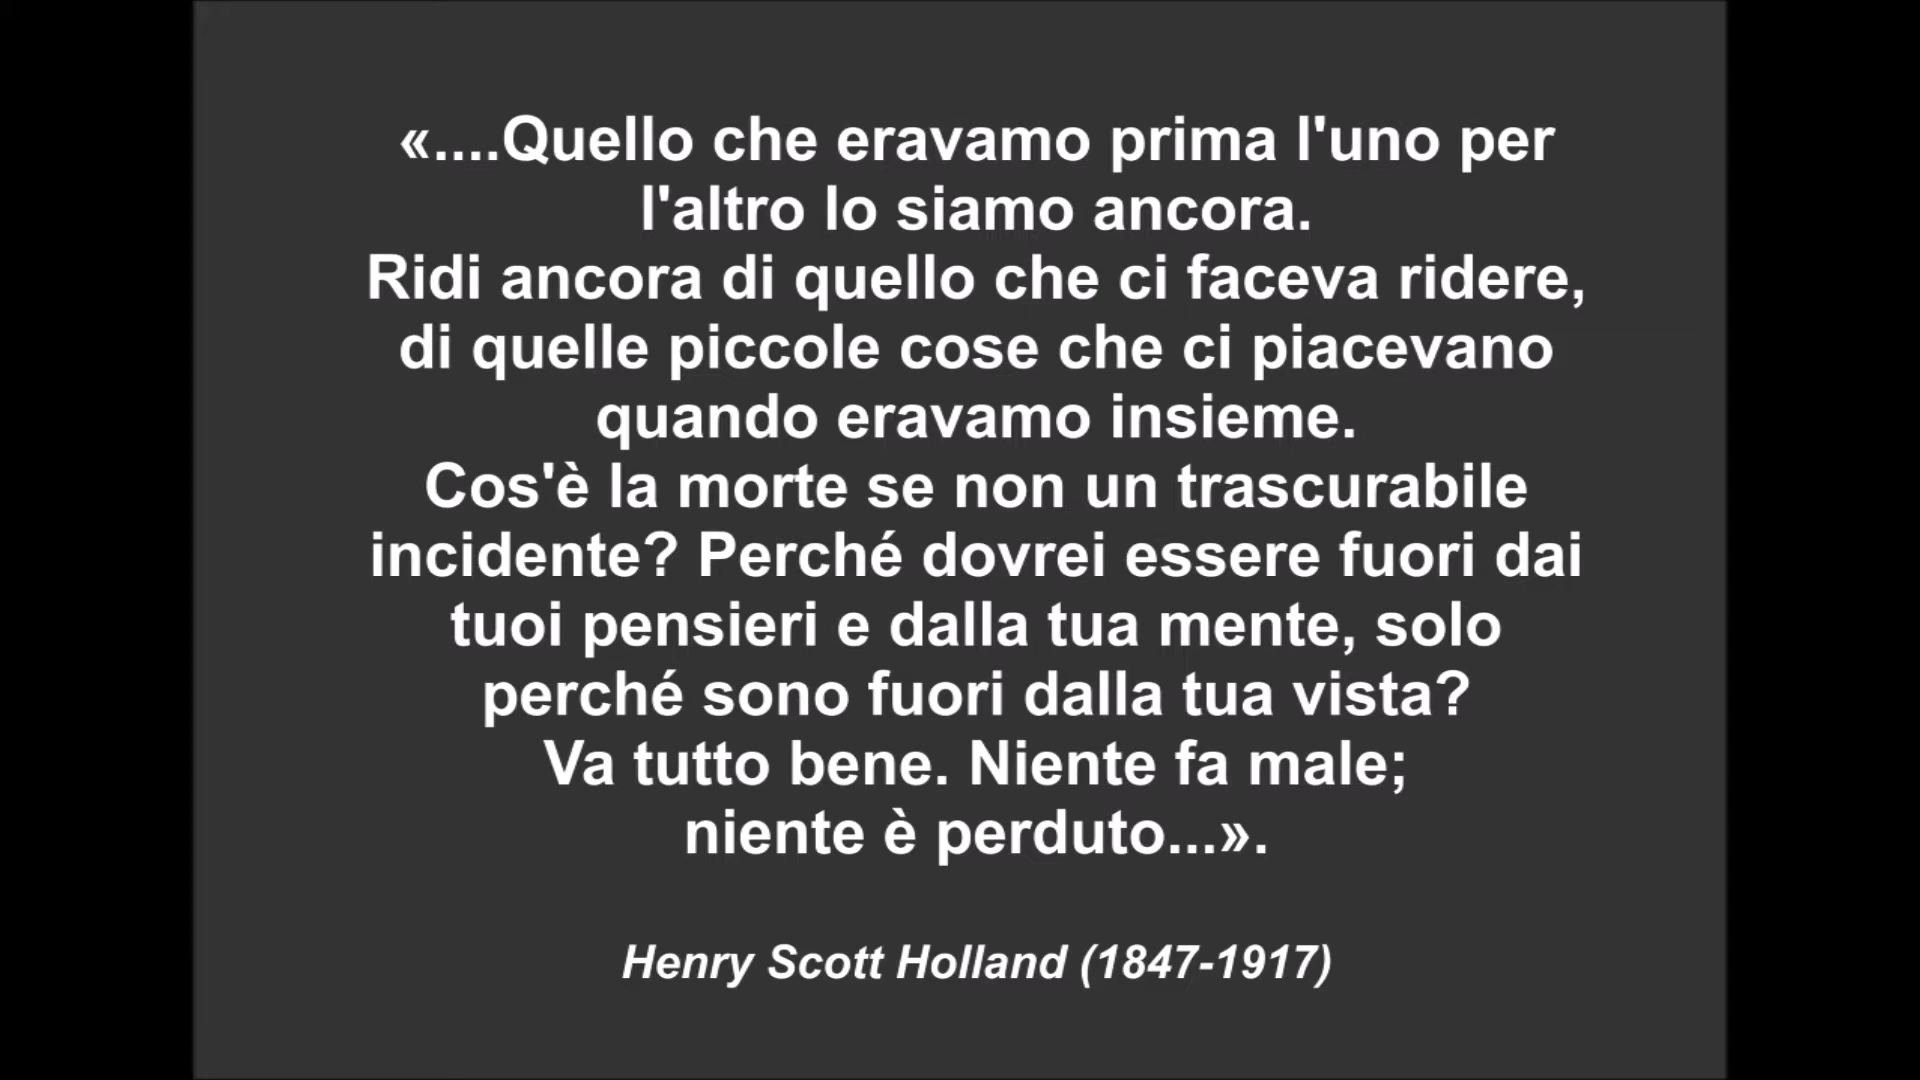 «....Quello che eravamo prima l'uno per
l'altro lo siamo ancora.
Ridi ancora di quello che ci faceva ridere,
di quelle piccole cose che ci piacevano
quando eravamo insieme.
Cos'è la morte se non un trascurabile
incidente? Perché dovrei essere fuori dai
tuoi pensieri e dalla tua mente, solo
perché sono fuori dalla tua vista?
Va tutto bene. Niente fa male;
niente è perduto...».
Henry Scott Holland (1847-1917)